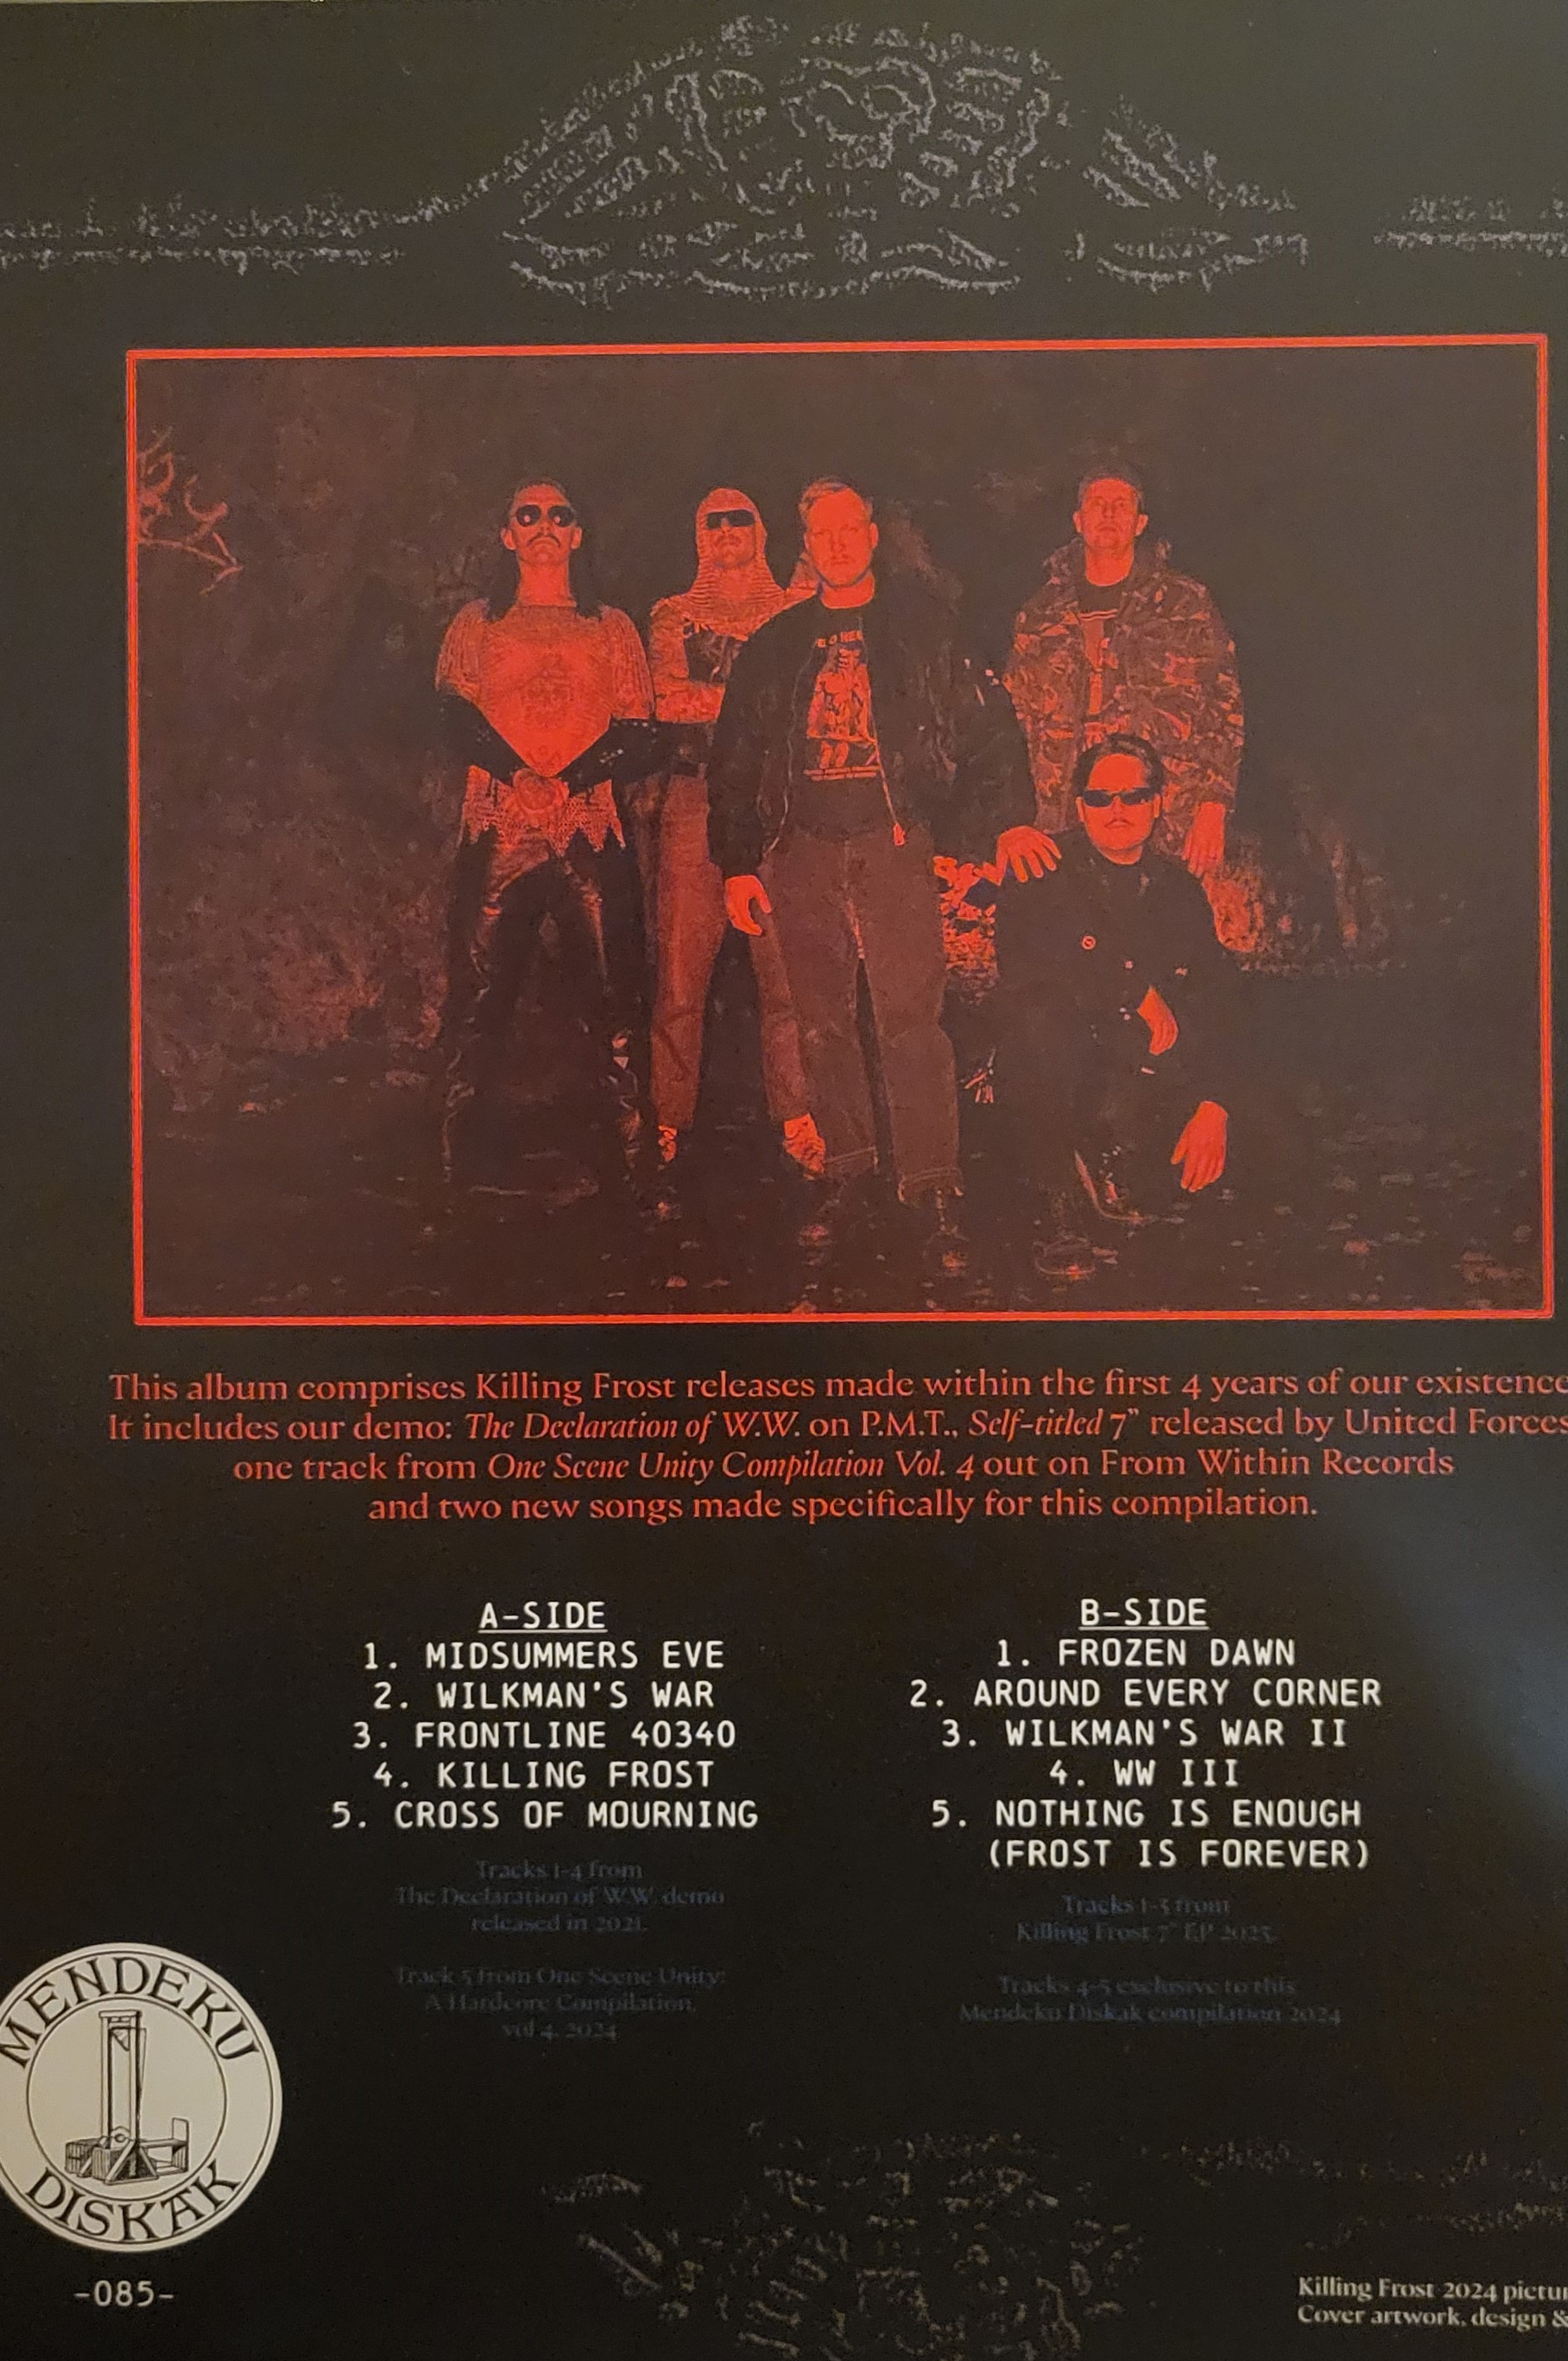 This album comprises Killing Frost releases made within the first 4 years of our existence
It includes our demo: The Declaration of W.W. on P.M.T., Self-titled 7" released by United Forces
one track from One Scene Unity Compilation Vol. 4 out on From Within Records
and two new songs made specifically for this compilation.
A-SIDE
1. MIDSUMMERS EVE
2. WILKMAN'S WAR
3. FRONTLINE 40340
4. KILLING FROST
5. CROSS OF MOURNING
Tracks 1-4 from
The Declaration of W.W. demo
released in 2021.
Track 5 from One Scene Unity:
A Hardcore Compilation,
vol 4. 2024
B-SIDE
1. FROZEN DAWN
2. AROUND EVERY CORNER
3. WILKMAN'S WAR II
4. WW III
5. NOTHING IS ENOUGH
(FROST IS FOREVER)
Tracks 1-3 from
Killing Frost 7" EP 2023.
Tracks 4-5 exclusive to this
Mendeku Diskak compilation 2024
MENDEKU
DISKAK
-085-
Killing Frost 2024
Cover artwork, design &